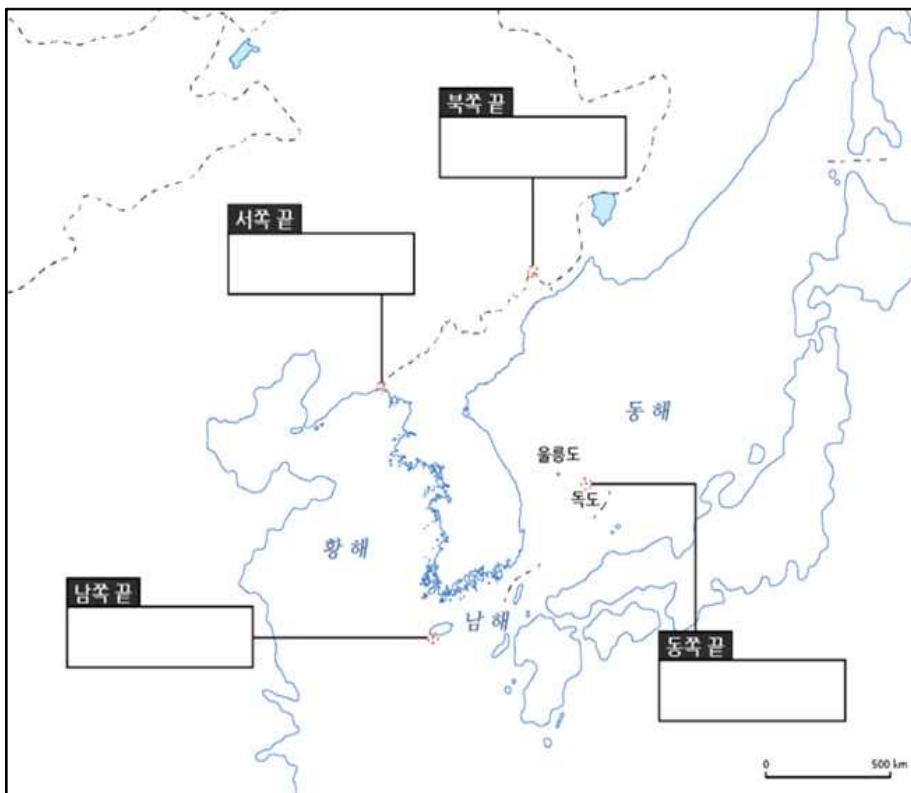 북쪽 끝
서쪽 끝
동해
울릉도
독도
황해
남쪽 끝
남해
동쪽 끝
0 500 km